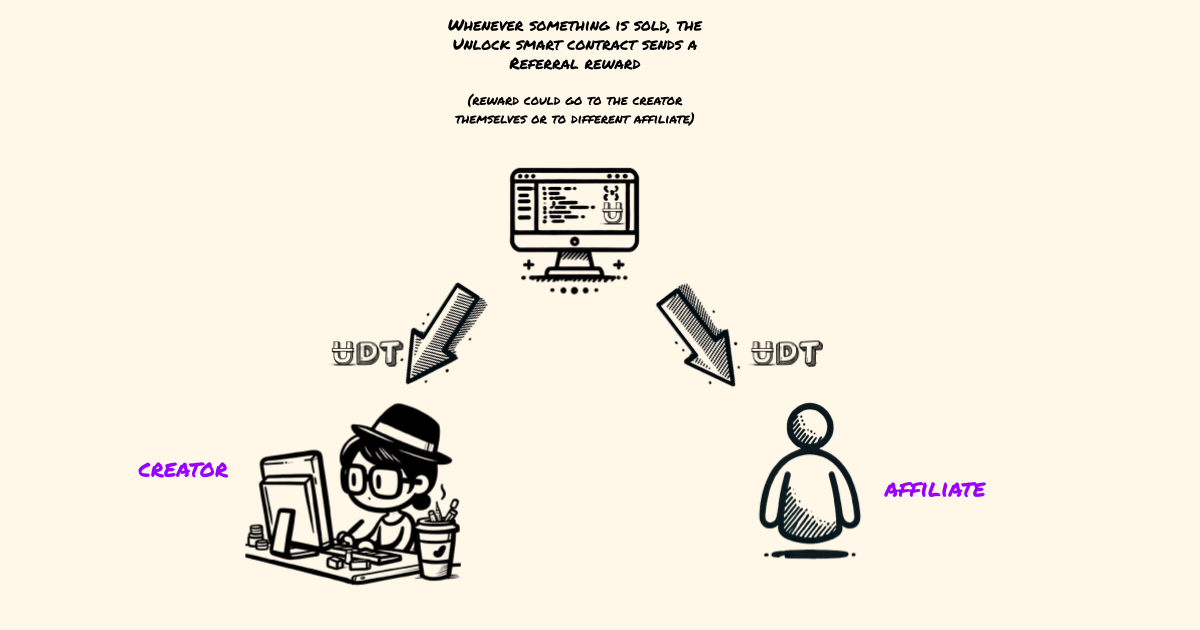 Whenever something is sold, the
Unlock smart contract sends a
Referral reward
(reward could go to the creator
themselves or to different affiliate)
UDT
UDT
creator
affiliate